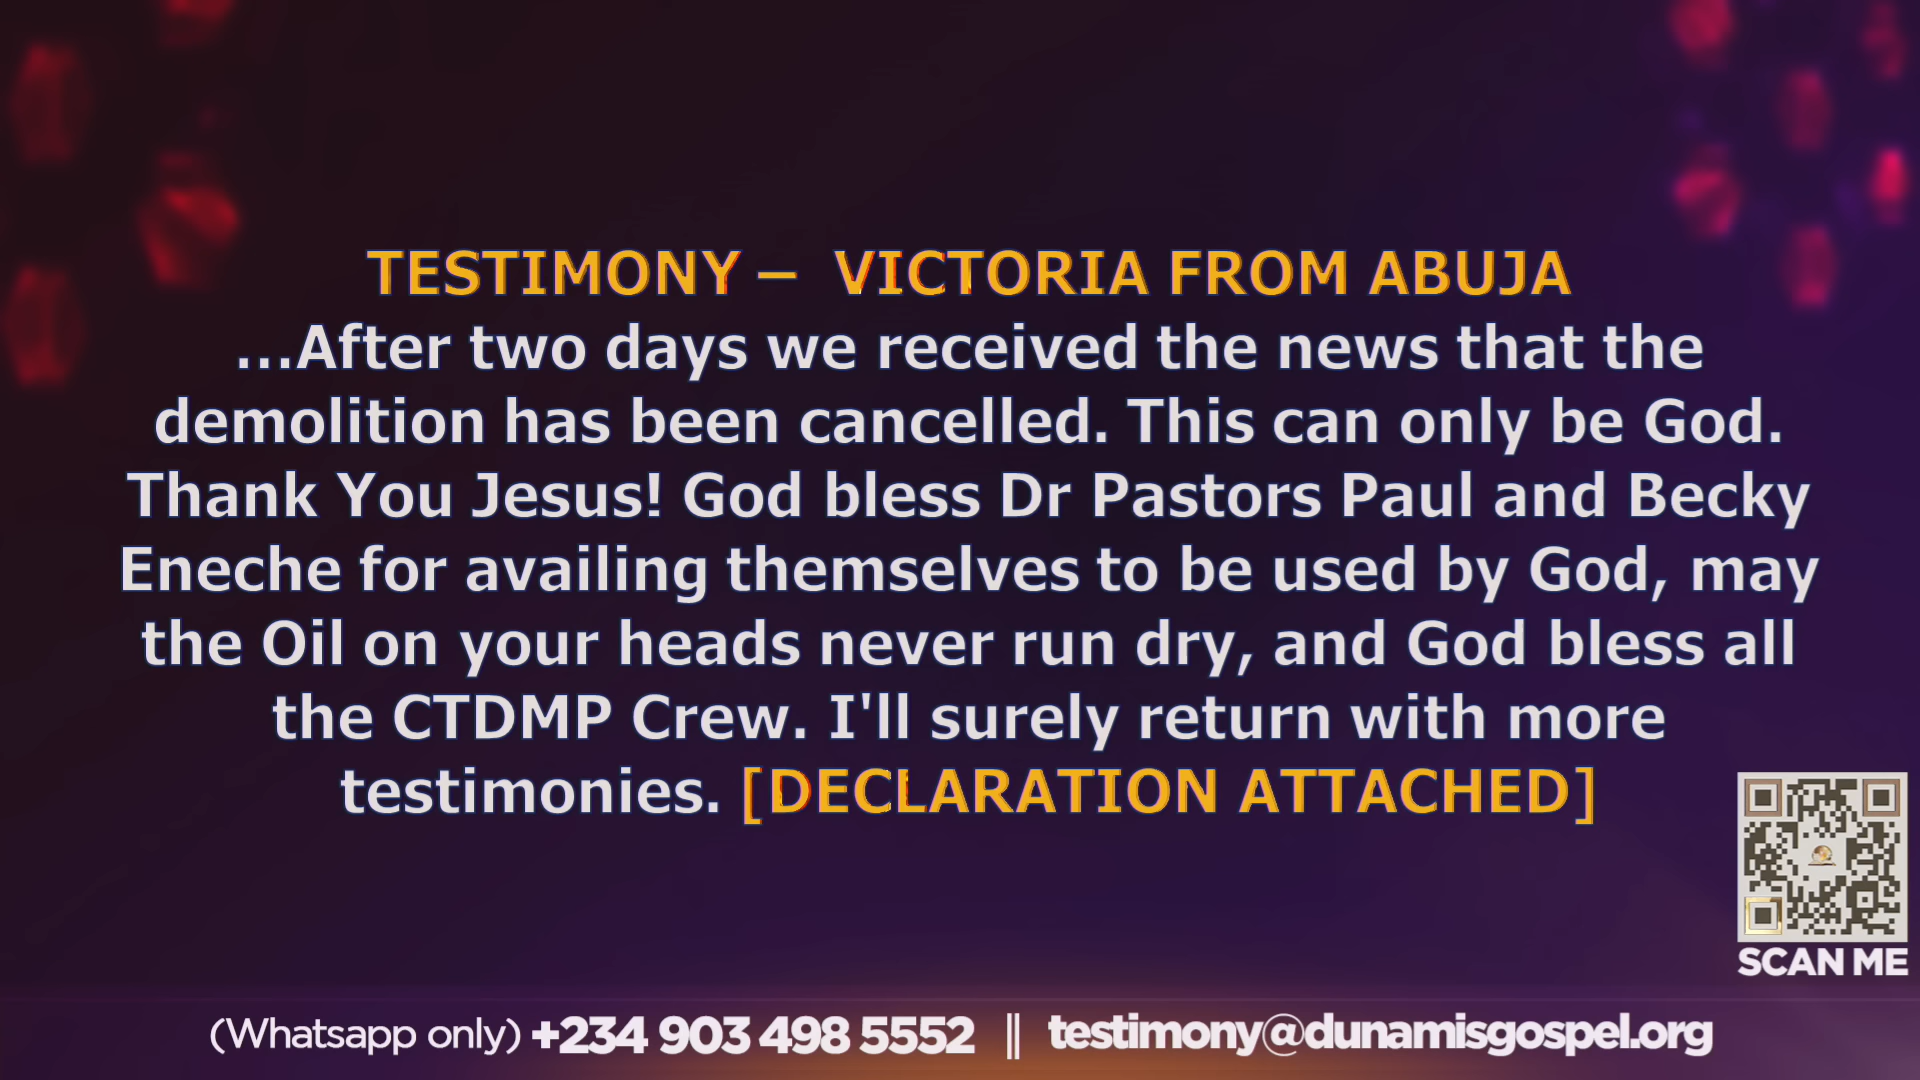 TESTIMONY – VICTORIA FROM ABUJA
...After two days we received the news that the
demolition has been cancelled. This can only be God.
Thank You Jesus! God bless Dr Pastors Paul and Becky
Eneche for availing themselves to be used by God, may
the Oil on your heads never run dry, and God bless all
the CTDMP Crew. I'll surely return with more
testimonies. [DECLARATION ATTACHED]
SCAN ME
(Whatsapp only) +234 903 498 5552 || testimony@dunamisgospel.org